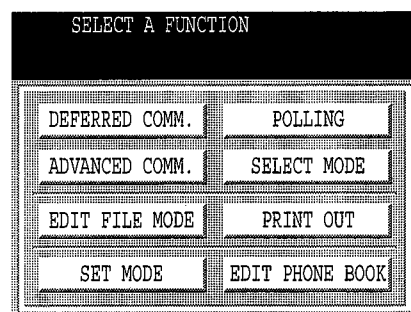 SELECT A FUNCTION
DEFERRED COMM. POLLING
ADVANCED COMM. SELECT MODE
EDIT FILE MODE PRINT OUT
SET MODE EDIT PHONE BOOK